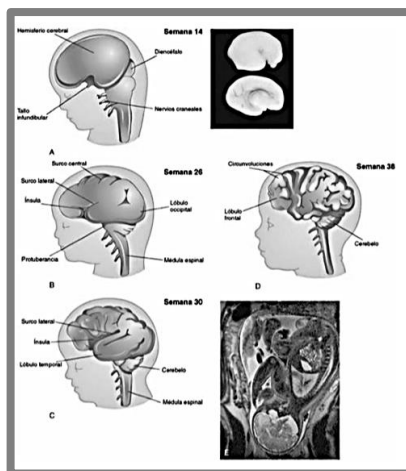 Hemisferio cerebral
Semana 14
Diencéfalo
Tallo
infundibular
Nervios craneales
A
Surco central
Semana 26
Surco lateral
Ínsula
Lóbulo
occipital
Protuberancia
Médula espinal
B
Semana 30
Surco lateral
Ínsula
Lóbulo temporal
Cerebelo
Médula espinal
C
Circunvoluciones
Semana 38
Lóbulo
frontal
Cerebelo
D
E